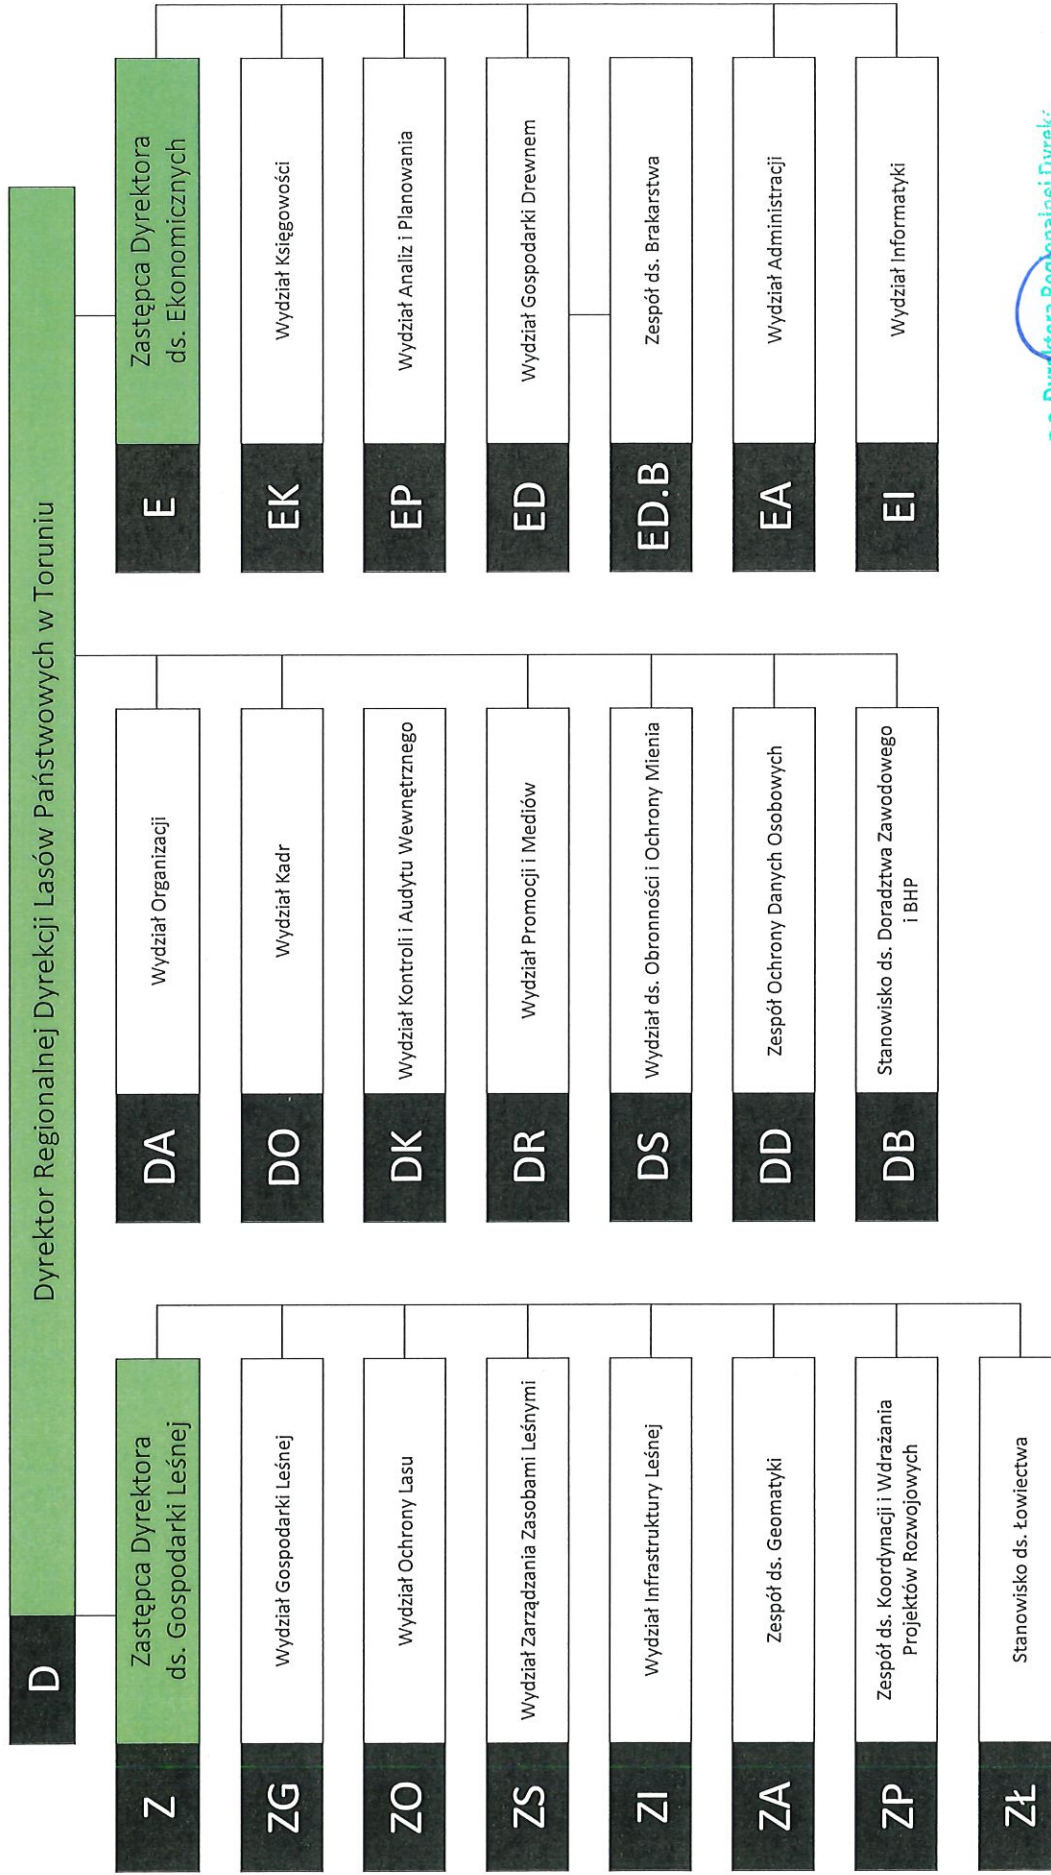 D
Dyrektor Regionalnej Dyrekcji Lasów Państwowych w Toruniu
Z
Zastępca Dyrektora
ds. Gospodarki Leśnej
ZG
Wydział Gospodarki Leśnej
ZO
Wydział Ochrony Lasu
ZS
Wydział Zarządzania Zasobami Leśnymi
ZI
Wydział Infrastruktury Leśnej
ZA
Zespół ds. Geomatyki
ZP
Zespół ds. Koordynacji i Wdrażania
Projektów Rozwojowych
ZŁ
Stanowisko ds. Łowiectwa
DA
Wydział Organizacji
DO
Wydział Kadr
DK
Wydział Kontroli i Audytu Wewnętrznego
DR
Wydział Promocji i Mediów
DS
Wydział ds. Obronności i Ochrony Mienia
DD
Zespół Ochrony Danych Osobowych
DB
Stanowisko ds. Doradztwa Zawodowego
i BHP
E
Zastępca Dyrektora
ds. Ekonomicznych
EK
Wydział Księgowości
EP
Wydział Analiz i Planowania
ED
Wydział Gospodarki Drewnem
ED.B
Zespół ds. Brakarstwa
EA
Wydział Administracji
EI
Wydział Informatyki
Dyrektora Regionalnej